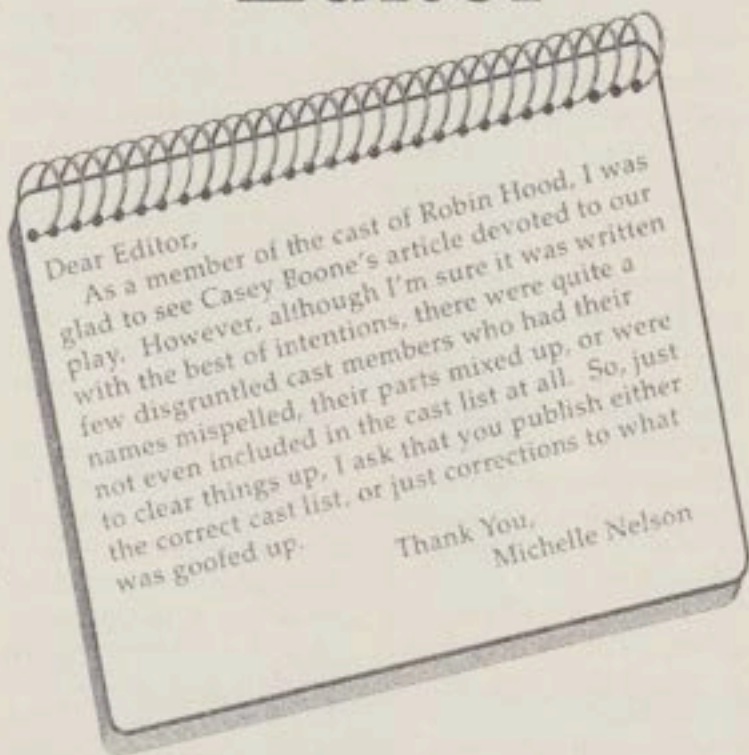 Editor
Dear Editor,
As a member of the cast of Robin Hood, I was
glad to see Casey Boone's article devoted to our
play. However, although I'm sure it was written
with the best of intentions, there were quite a
few disgruntled cast members who had their
names mispelled, their parts mixed up, or were
not even included in the cast list at all. So, just
to clear things up, I ask that you publish either
the correct cast list, or just corrections to what
was goofed up.
Thank You,
Michelle Nelson